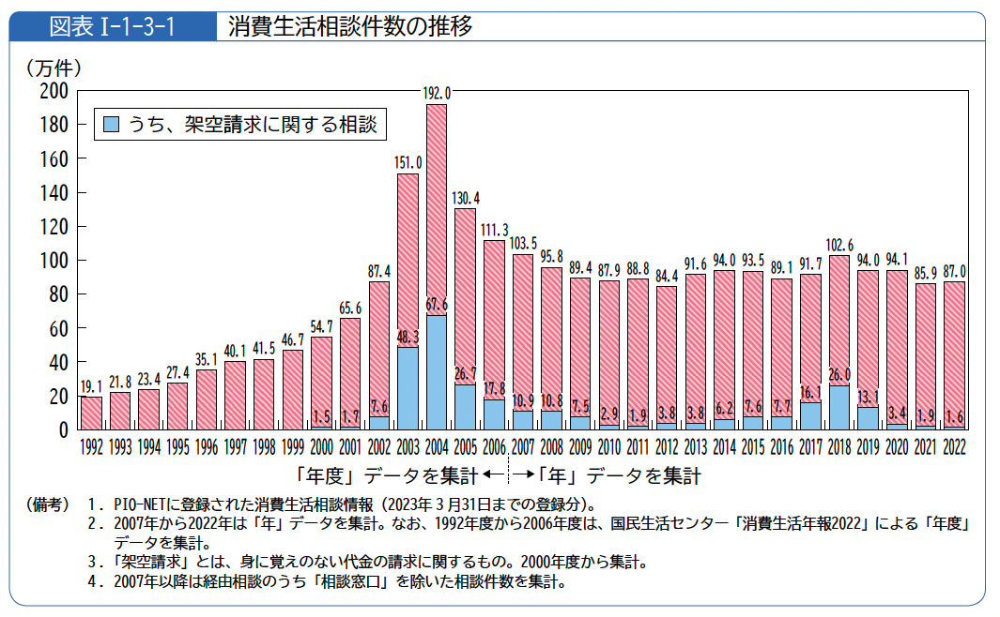 図表Ⅰ-1-3-1 消費生活相談件数の推移
(万件)
200
180
160
140
120
100
80
60
40
20
0
うち、架空請求に関する相談
19.1 21.8 23.4 27.4 35.1 40.1 41.5 46.7 54.7 65.6 87.4 151.0 192.0 130.4 111.3 103.5 95.8 89.4 87.9 88.8 84.4 91.6 94.0 93.5 89.1 91.7 102.6 94.0 94.1 85.9 87.0
1.5 1.7 7.6 48.3 67.6 26.7 17.8 10.9 10.8 7.5 2.9 1.9 3.8 3.8 6.2 7.6 7.7 16.1 26.0 13.1 3.4 1.9 1.6
1992 1993 1994 1995 1996 1997 1998 1999 2000 2001 2002 2003 2004 2005 2006 2007 2008 2009 2010 2011 2012 2013 2014 2015 2016 2017 2018 2019 2020 2021 2022
「年度」データを集計 ← → 「年」データを集計
(備考) 1.PIO-NETに登録された消費生活相談情報(2023年3月31日までの登録分)。
2.2007年から2022年は「年」データを集計。なお、1992年度から2006年度は、国民生活センター「消費生活年報2022」による「年度」
データを集計。
3.「架空請求」とは、身に覚えのない代金の請求に関するもの。2000年度から集計。
4.2007年以降は経由相談のうち「相談窓口」を除いた相談件数を集計。